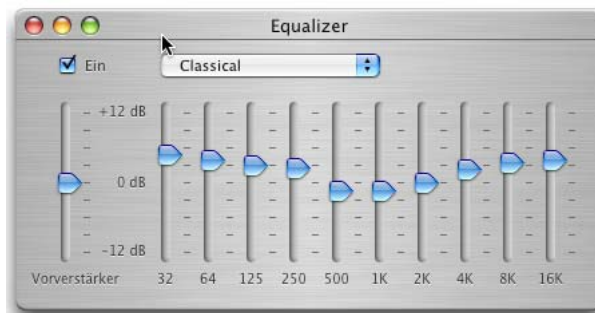 Equalizer
Ein
Classical
+12 dB
0 dB
-12 dB
Vorverstärker 32 64 125 250 500 1K 2K 4K 8K 16K